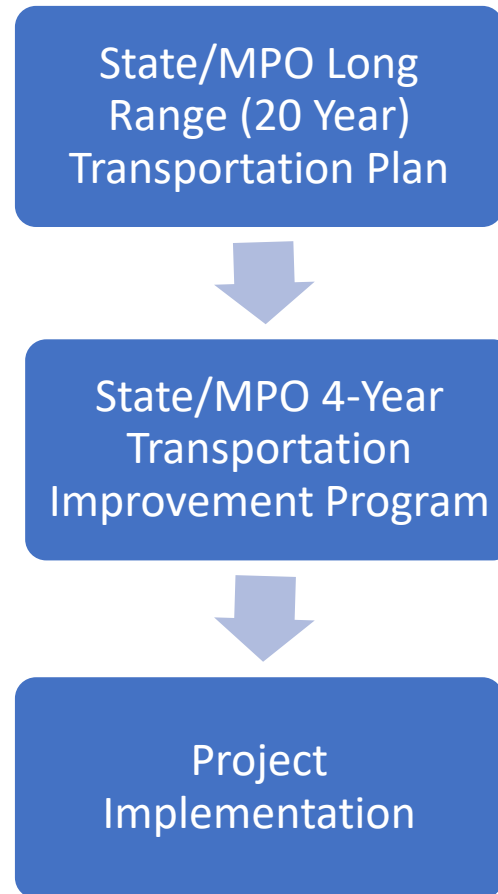 State/MPO Long
Range (20 Year)
Transportation Plan
State/MPO 4-Year
Transportation
Improvement Program
Project
Implementation